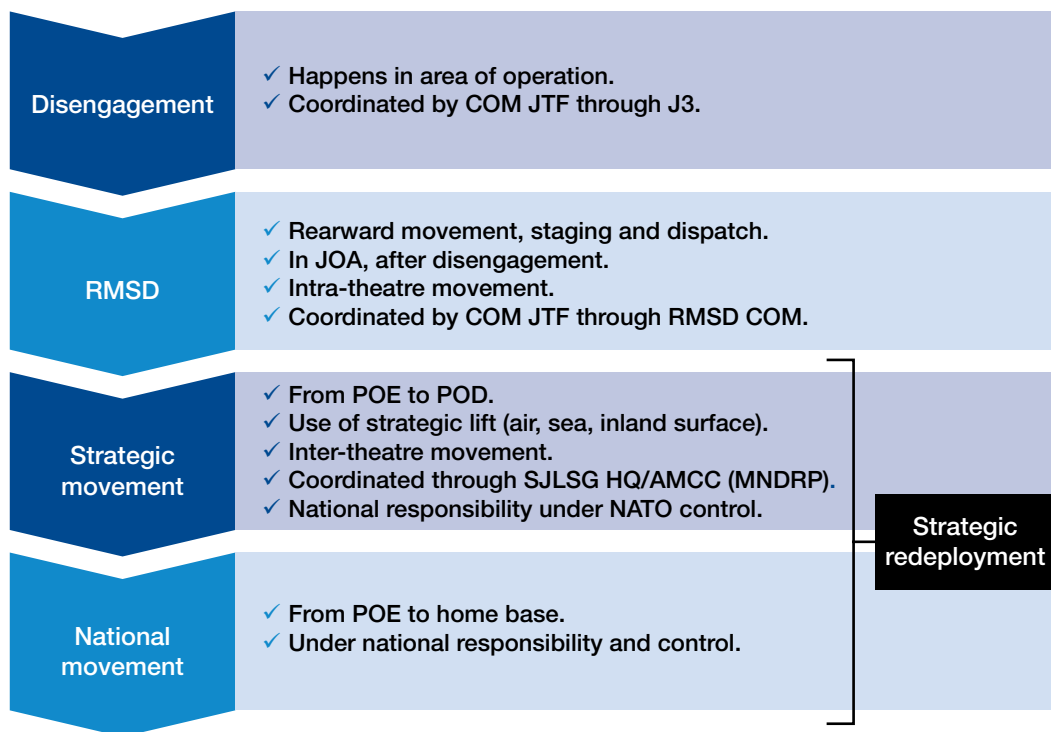 Disengagement
✓ Happens in area of operation.
✓ Coordinated by COM JTF through J3.
RMSD
✓ Rearward movement, staging and dispatch.
✓ In JOA, after disengagement.
✓ Intra-theatre movement.
✓ Coordinated by COM JTF through RMSD COM.
Strategic
movement
✓ From POE to POD.
✓ Use of strategic lift (air, sea, inland surface).
✓ Inter-theatre movement.
✓ Coordinated through SJLSG HQ/AMCC (MNDRP).
✓ National responsibility under NATO control.
Strategic
redeployment
National
movement
✓ From POE to home base.
✓ Under national responsibility and control.